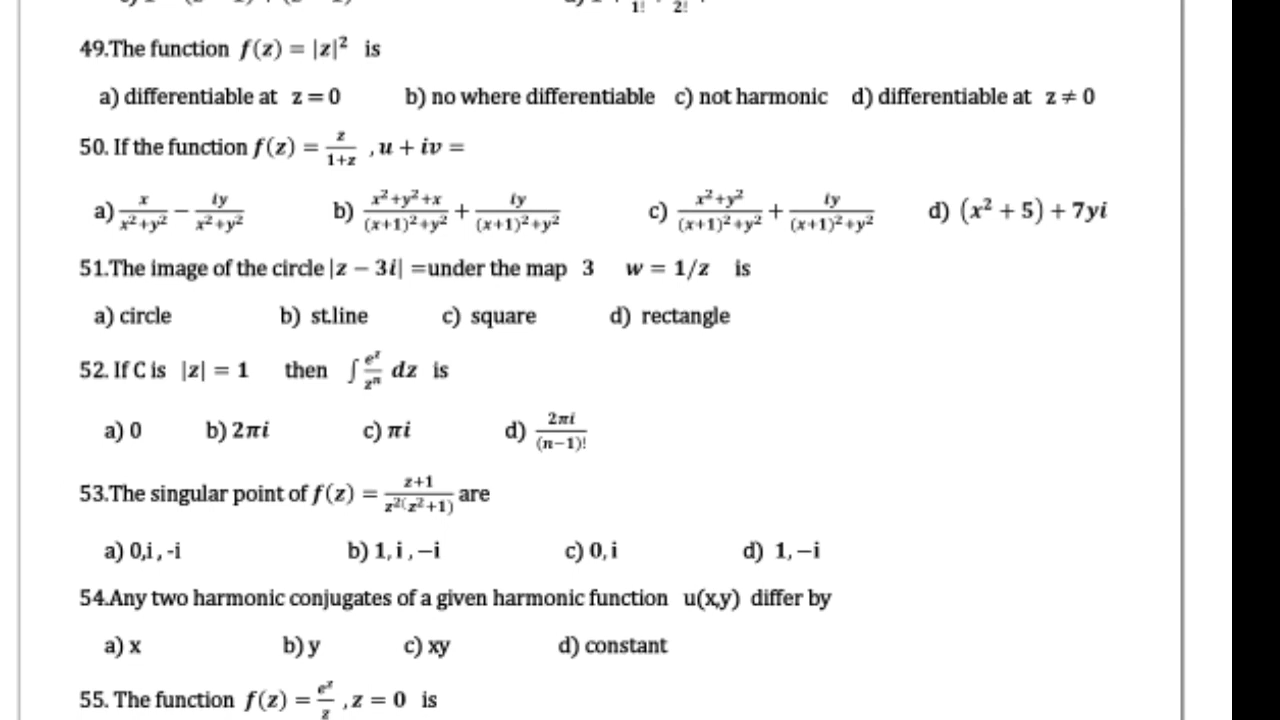 1! 2!
49.The function f(z) = |z|² is
a) differentiable at z = 0 b) no where differentiable c) not harmonic d) differentiable at z ≠ 0
50. If the function f(z) = z/(1+z) , u + iv =
a) x/(x²+y²) − iy/(x²+y²) b) (x²+y²+x)/((x+1)²+y²) + iy/((x+1)²+y²) c) (x²+y²)/((x+1)²+y²) + iy/((x+1)²+y²) d) (x² + 5) + 7yi
51.The image of the circle |z − 3i| =under the map 3 w = 1/z is
a) circle b) st.line c) square d) rectangle
52. If C is |z| = 1 then ∫ e^z/z^n dz is
a) 0 b) 2πi c) πi d) 2πi/(n−1)!
53.The singular point of f(z) = (z+1)/(z²(z²+1)) are
a) 0,i , -i b) 1, i , −i c) 0, i d) 1, −i
54.Any two harmonic conjugates of a given harmonic function u(x,y) differ by
a) x b) y c) xy d) constant
55. The function f(z) = e^z/z , z = 0 is